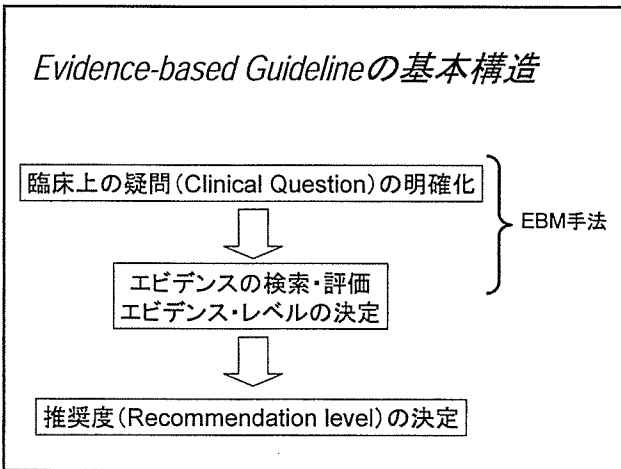 Evidence-based Guidelineの基本構造
臨床上の疑問(Clinical Question)の明確化
EBM手法
エビデンスの検索・評価
エビデンス・レベルの決定
推奨度(Recommendation level)の決定